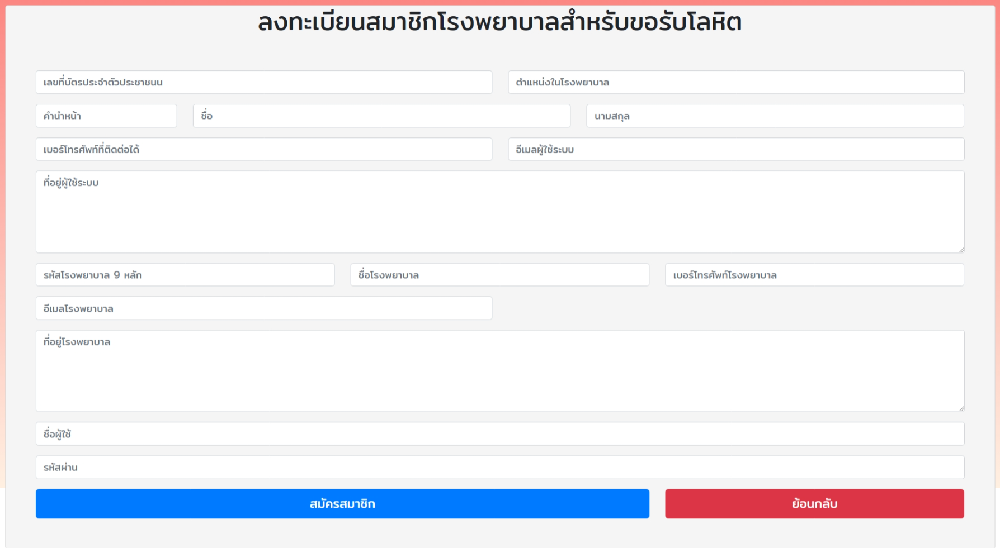 ลงทะเบียนสมาชิกโรงพยาบาลสำหรับขอรับโลหิต
เลขที่บัตรประจำตัวประชาชนน
ตำแหน่งในโรงพยาบาล
คำนำหน้า
ชื่อ
นามสกุล
เบอร์โทรศัพท์ที่ติดต่อได้
อีเมลผู้ใช้ระบบ
ที่อยู่ผู้ใช้ระบบ
รหัสโรงพยาบาล 9 หลัก
ชื่อโรงพยาบาล
เบอร์โทรศัพท์โรงพยาบาล
อีเมลโรงพยาบาล
ที่อยู่โรงพยาบาล
ชื่อผู้ใช้
รหัสผ่าน
สมัครสมาชิก
ย้อนกลับ